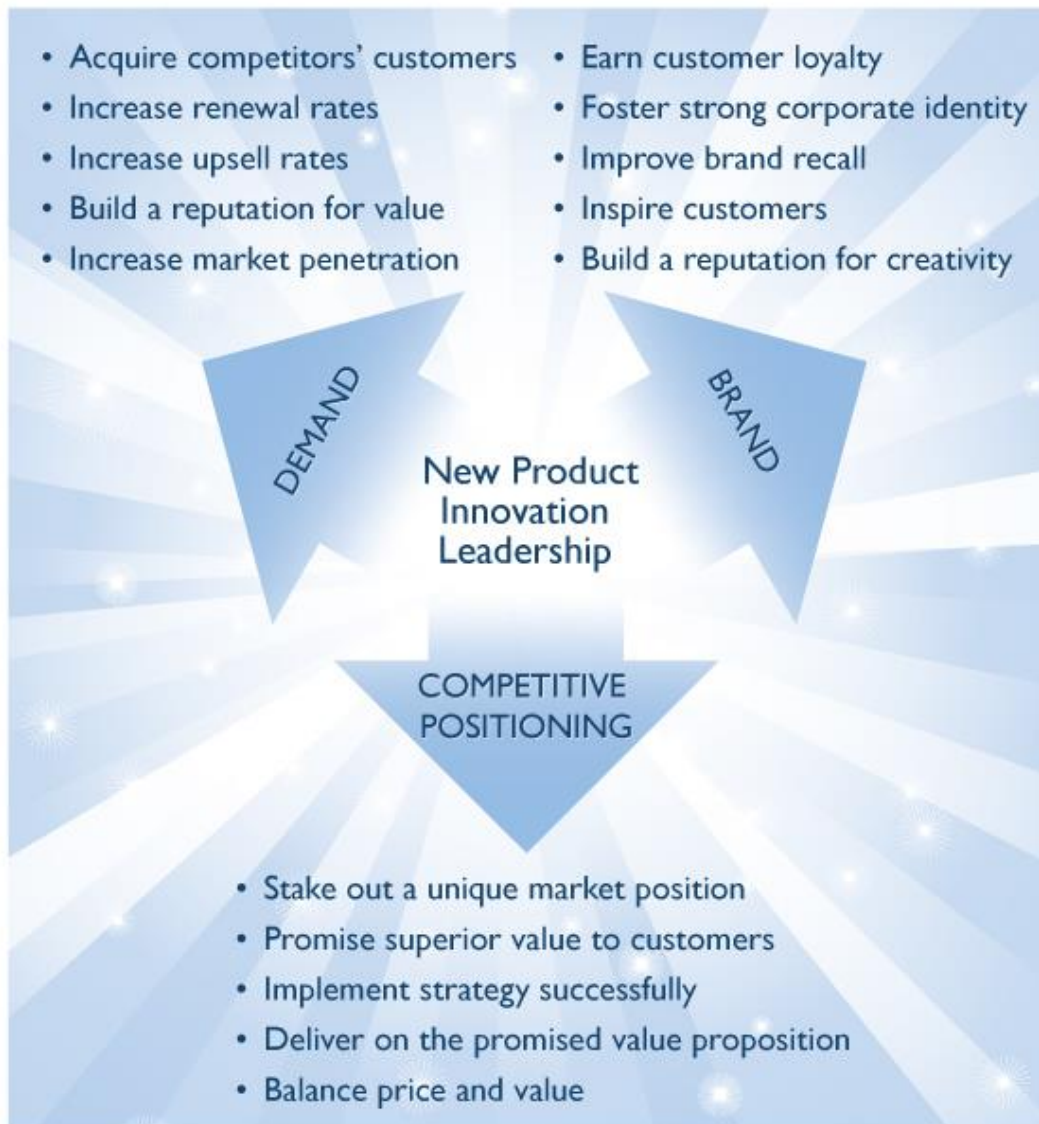 • Acquire competitors’ customers
• Increase renewal rates
• Increase upsell rates
• Build a reputation for value
• Increase market penetration
• Earn customer loyalty
• Foster strong corporate identity
• Improve brand recall
• Inspire customers
• Build a reputation for creativity
DEMAND
BRAND
New Product
Innovation
Leadership
COMPETITIVE
POSITIONING
• Stake out a unique market position
• Promise superior value to customers
• Implement strategy successfully
• Deliver on the promised value proposition
• Balance price and value